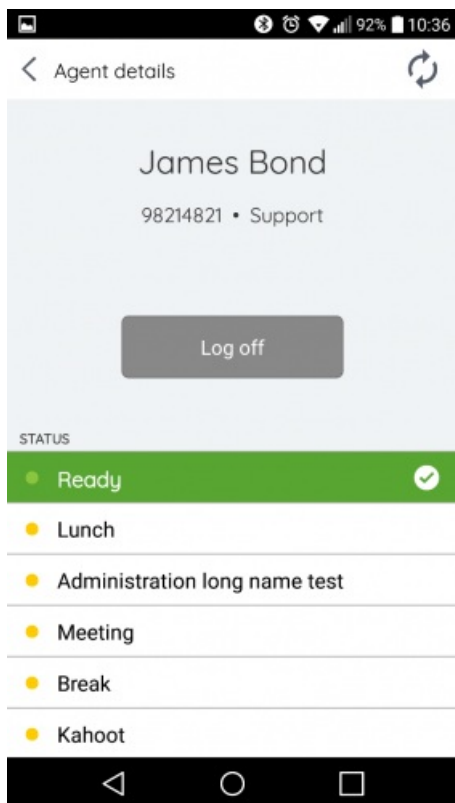 92% 10:36
Agent details
James Bond
98214821 • Support
Log off
STATUS
Ready
Lunch
Administration long name test
Meeting
Break
Kahoot